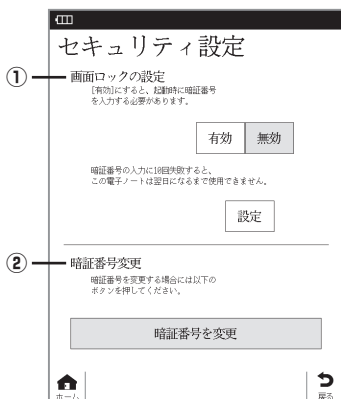 セキュリティ設定
① 画面ロックの設定
[有効]にすると、起動時に暗証番号
を入力する必要があります。
有効 無効
暗証番号の入力に10回失敗すると、
この電子ノートは翌日になるまで使用できません。
設定
② 暗証番号変更
暗証番号を変更する場合には以下の
ボタンを押してください。
暗証番号を変更
ホーム 戻る